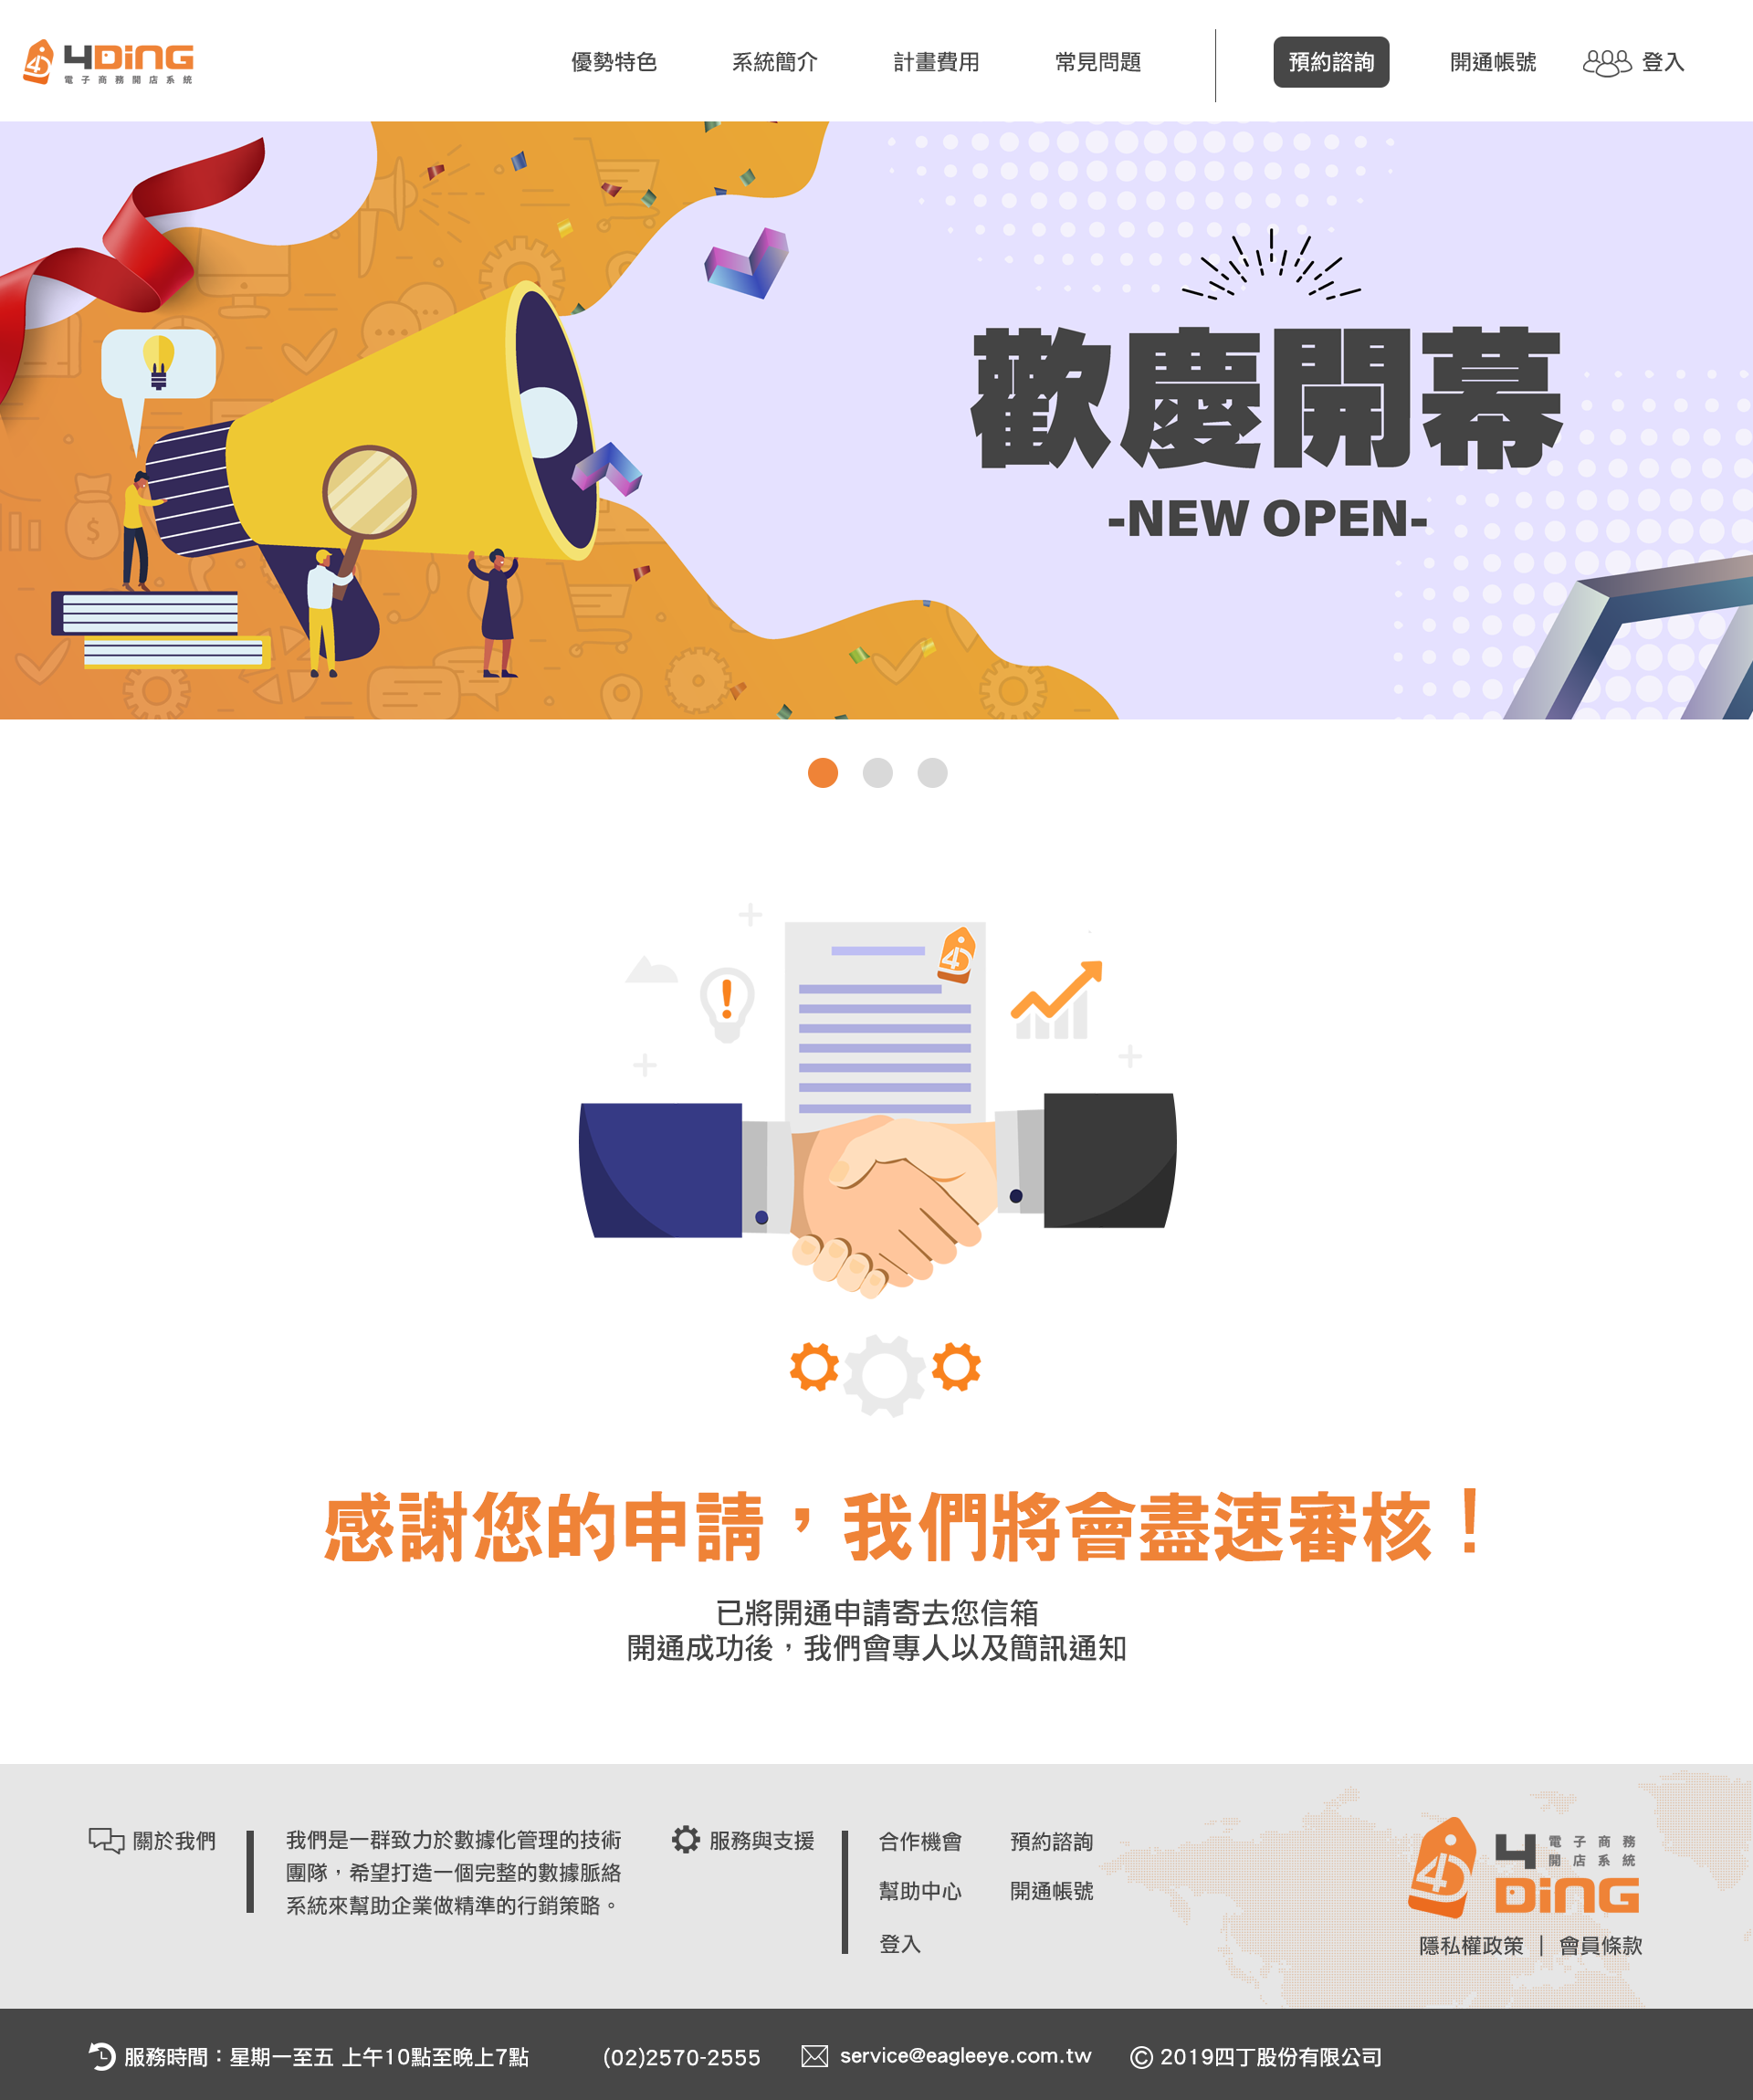 4DiNG
電子商務開店系統
優勢特色 系統簡介 計畫費用 常見問題 預約諮詢 開通帳號 登入
歡慶開幕
-NEW OPEN-
4D
感謝您的申請，我們將會盡速審核！
已將開通申請寄去您信箱
開通成功後，我們會專人以及簡訊通知
關於我們
我們是一群致力於數據化管理的技術
團隊，希望打造一個完整的數據脈絡
系統來幫助企業做精準的行銷策略。
服務與支援
合作機會 預約諮詢
幫助中心 開通帳號
登入
4D
4 電子商務
開店系統
DiNG
隱私權政策 | 會員條款
服務時間：星期一至五 上午10點至晚上7點 (02)2570-2555 service@eagleeye.com.tw © 2019四丁股份有限公司